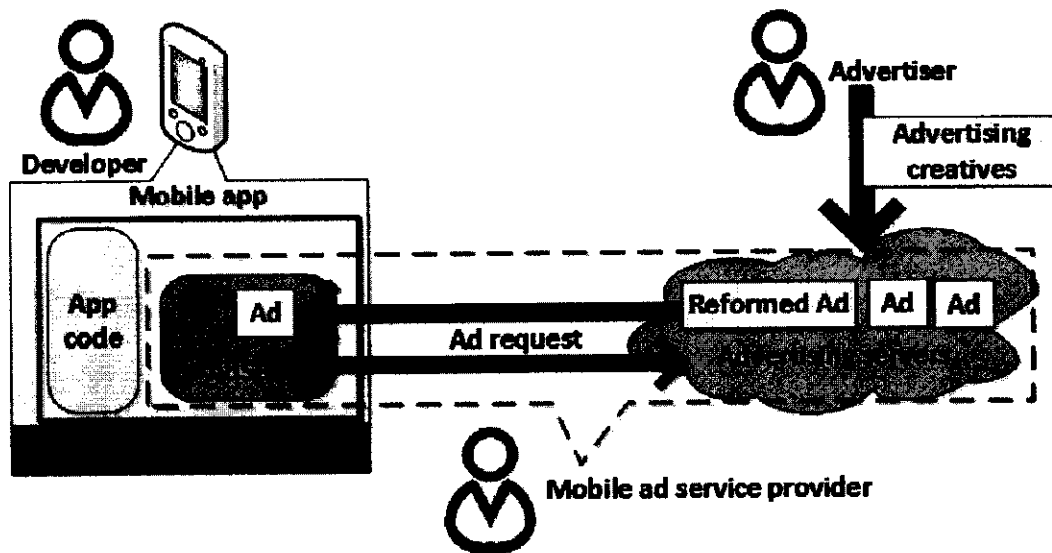 Developer
Mobile app
App
code
Ad
Ad request
Advertiser
Advertising
creatives
Reformed Ad
Ad
Ad
Mobile ad service provider